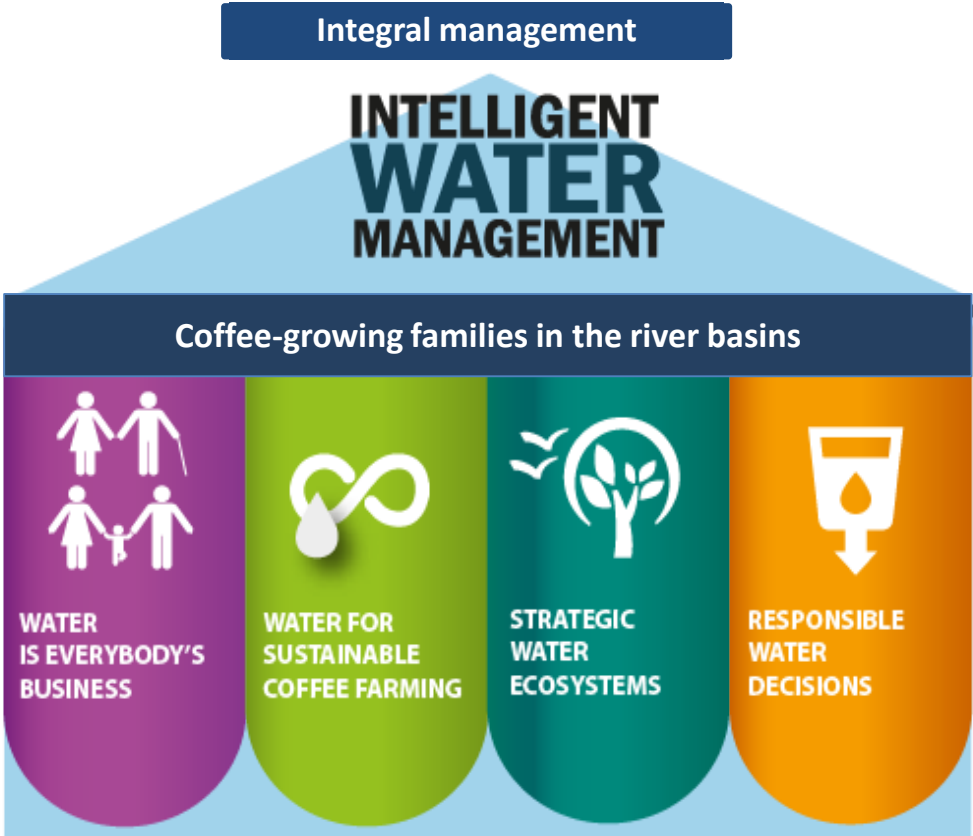 Integral management
INTELLIGENT
WATER
MANAGEMENT
Coffee-growing families in the river basins
WATER
IS EVERYBODY'S
BUSINESS
WATER FOR
SUSTAINABLE
COFFEE FARMING
STRATEGIC
WATER
ECOSYSTEMS
RESPONSIBLE
WATER
DECISIONS